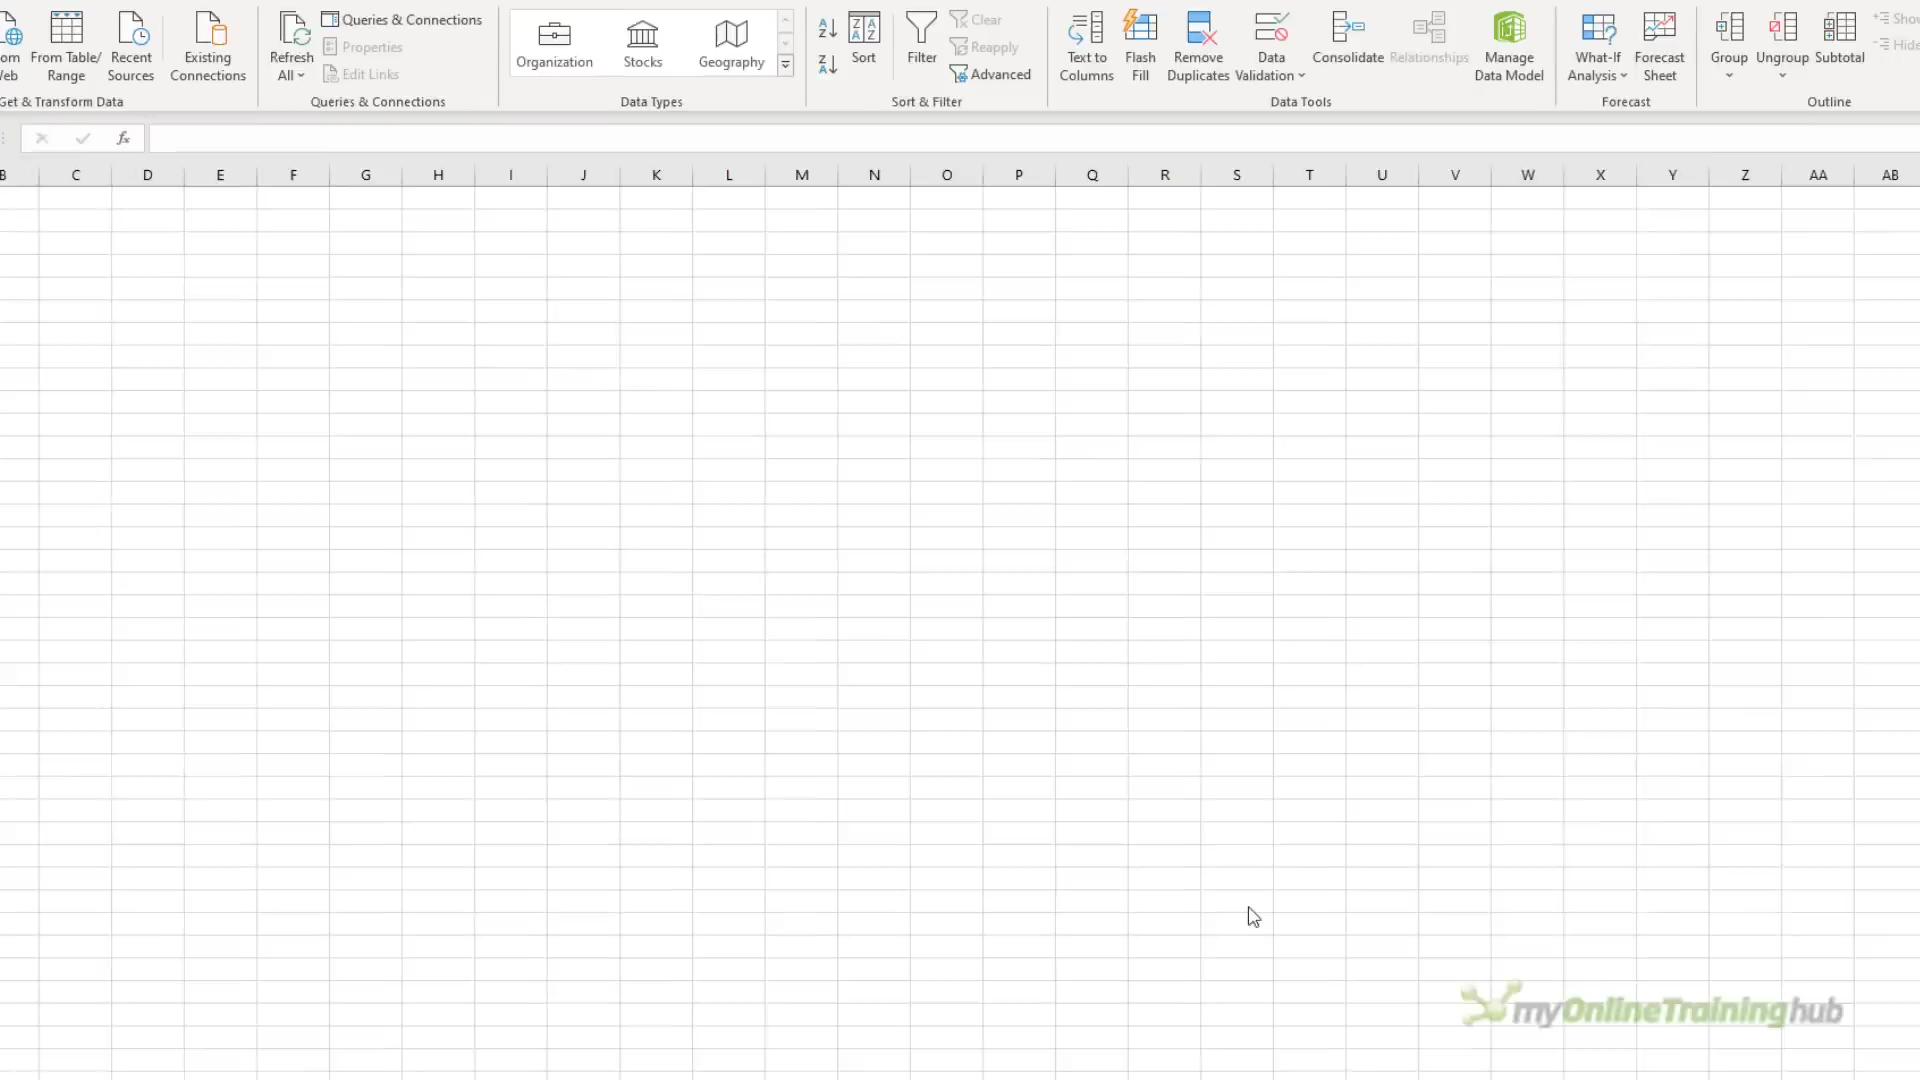 om
Web
From Table/
Range
Recent
Sources
Existing
Connections
Get & Transform Data
Refresh
All
Queries & Connections
Properties
Edit Links
Queries & Connections
Organization
Stocks
Geography
Data Types
Sort
Filter
Clear
Reapply
Advanced
Sort & Filter
Text to
Columns
Flash
Fill
Remove
Duplicates
Data
Validation
Consolidate
Relationships
Manage
Data Model
Data Tools
What-If
Analysis
Forecast
Sheet
Forecast
Group
Ungroup
Subtotal
Show
Hide
Outline
fx
B C D E F G H I J K L M N O P Q R S T U V W X Y Z AA AB
myOnlineTraininghub